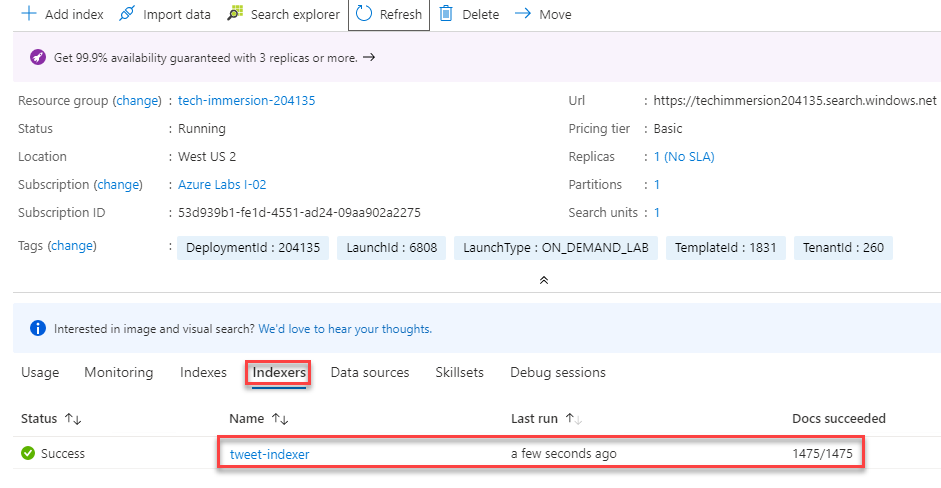 Add index Import data Search explorer Refresh Delete Move
Get 99.9% availability guaranteed with 3 replicas or more. →
Resource group (change) : tech-immersion-204135
Url : https://techimmersion204135.search.windows.net
Status : Running
Pricing tier : Basic
Location : West US 2
Replicas : 1 (No SLA)
Subscription (change) : Azure Labs I-02
Partitions : 1
Subscription ID : 53d939b1-fe1d-4551-ad24-09aa902a2275
Search units : 1
Tags (change) : DeploymentId : 204135 LaunchId : 6808 LaunchType : ON_DEMAND_LAB TemplateId : 1831 TenantId : 260
Interested in image and visual search? We'd love to hear your thoughts.
Usage Monitoring Indexes Indexers Data sources Skillsets Debug sessions
Status ↑↓ Name ↑↓ Last run ↑↓ Docs succeeded
Success tweet-indexer a few seconds ago 1475/1475